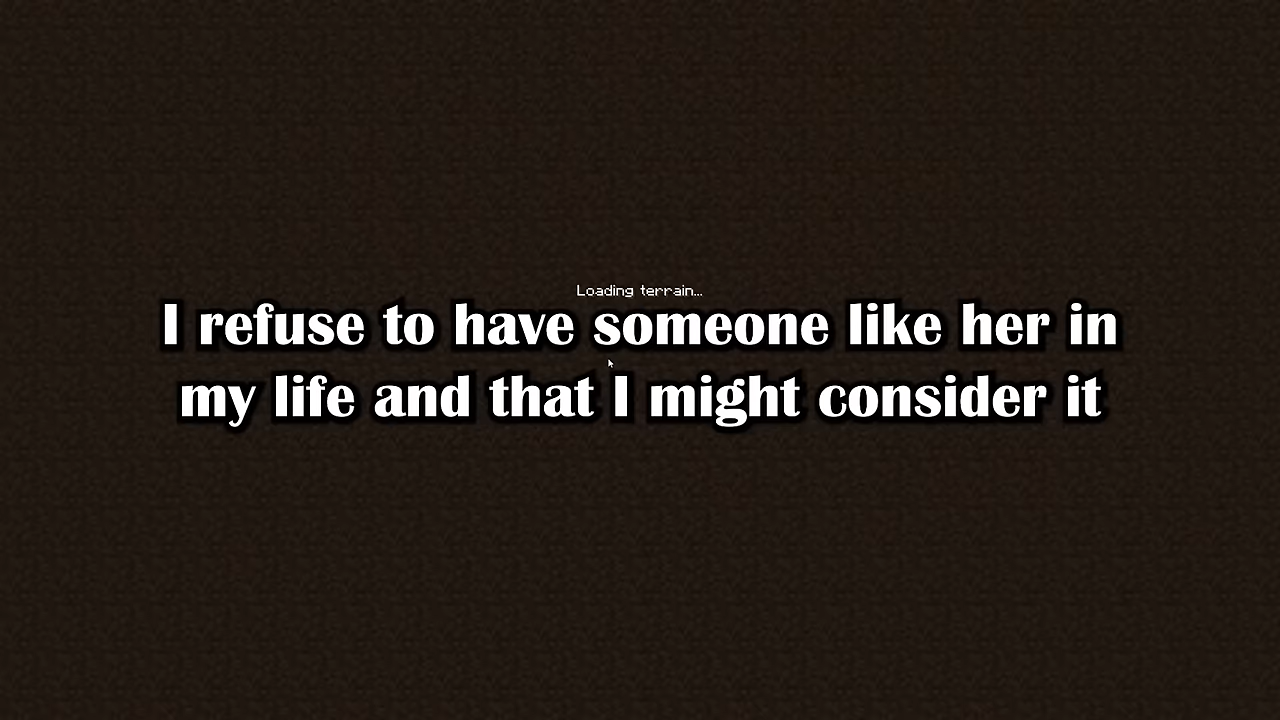 Loading terrain...
I refuse to have someone like her in
my life and that I might consider it